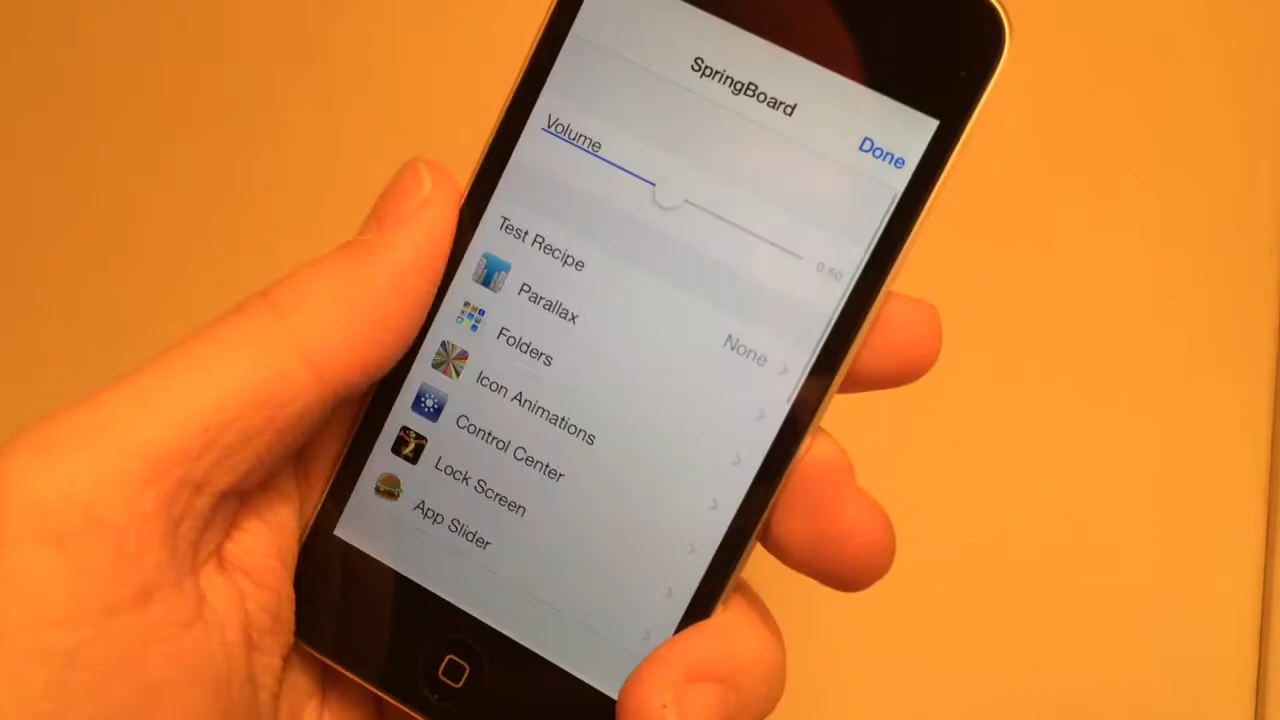 SpringBoard
Done
Volume
0.50
Test Recipe
None
Parallax
Folders
Icon Animations
Control Center
Lock Screen
App Slider